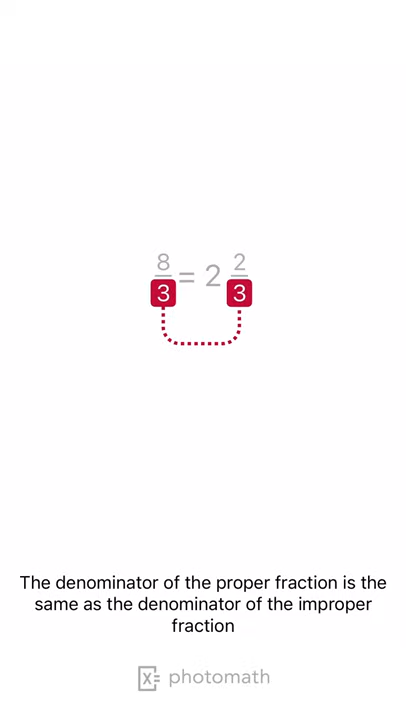 8/3 = 2 2/3
The denominator of the proper fraction is the
same as the denominator of the improper
fraction
X= photomath